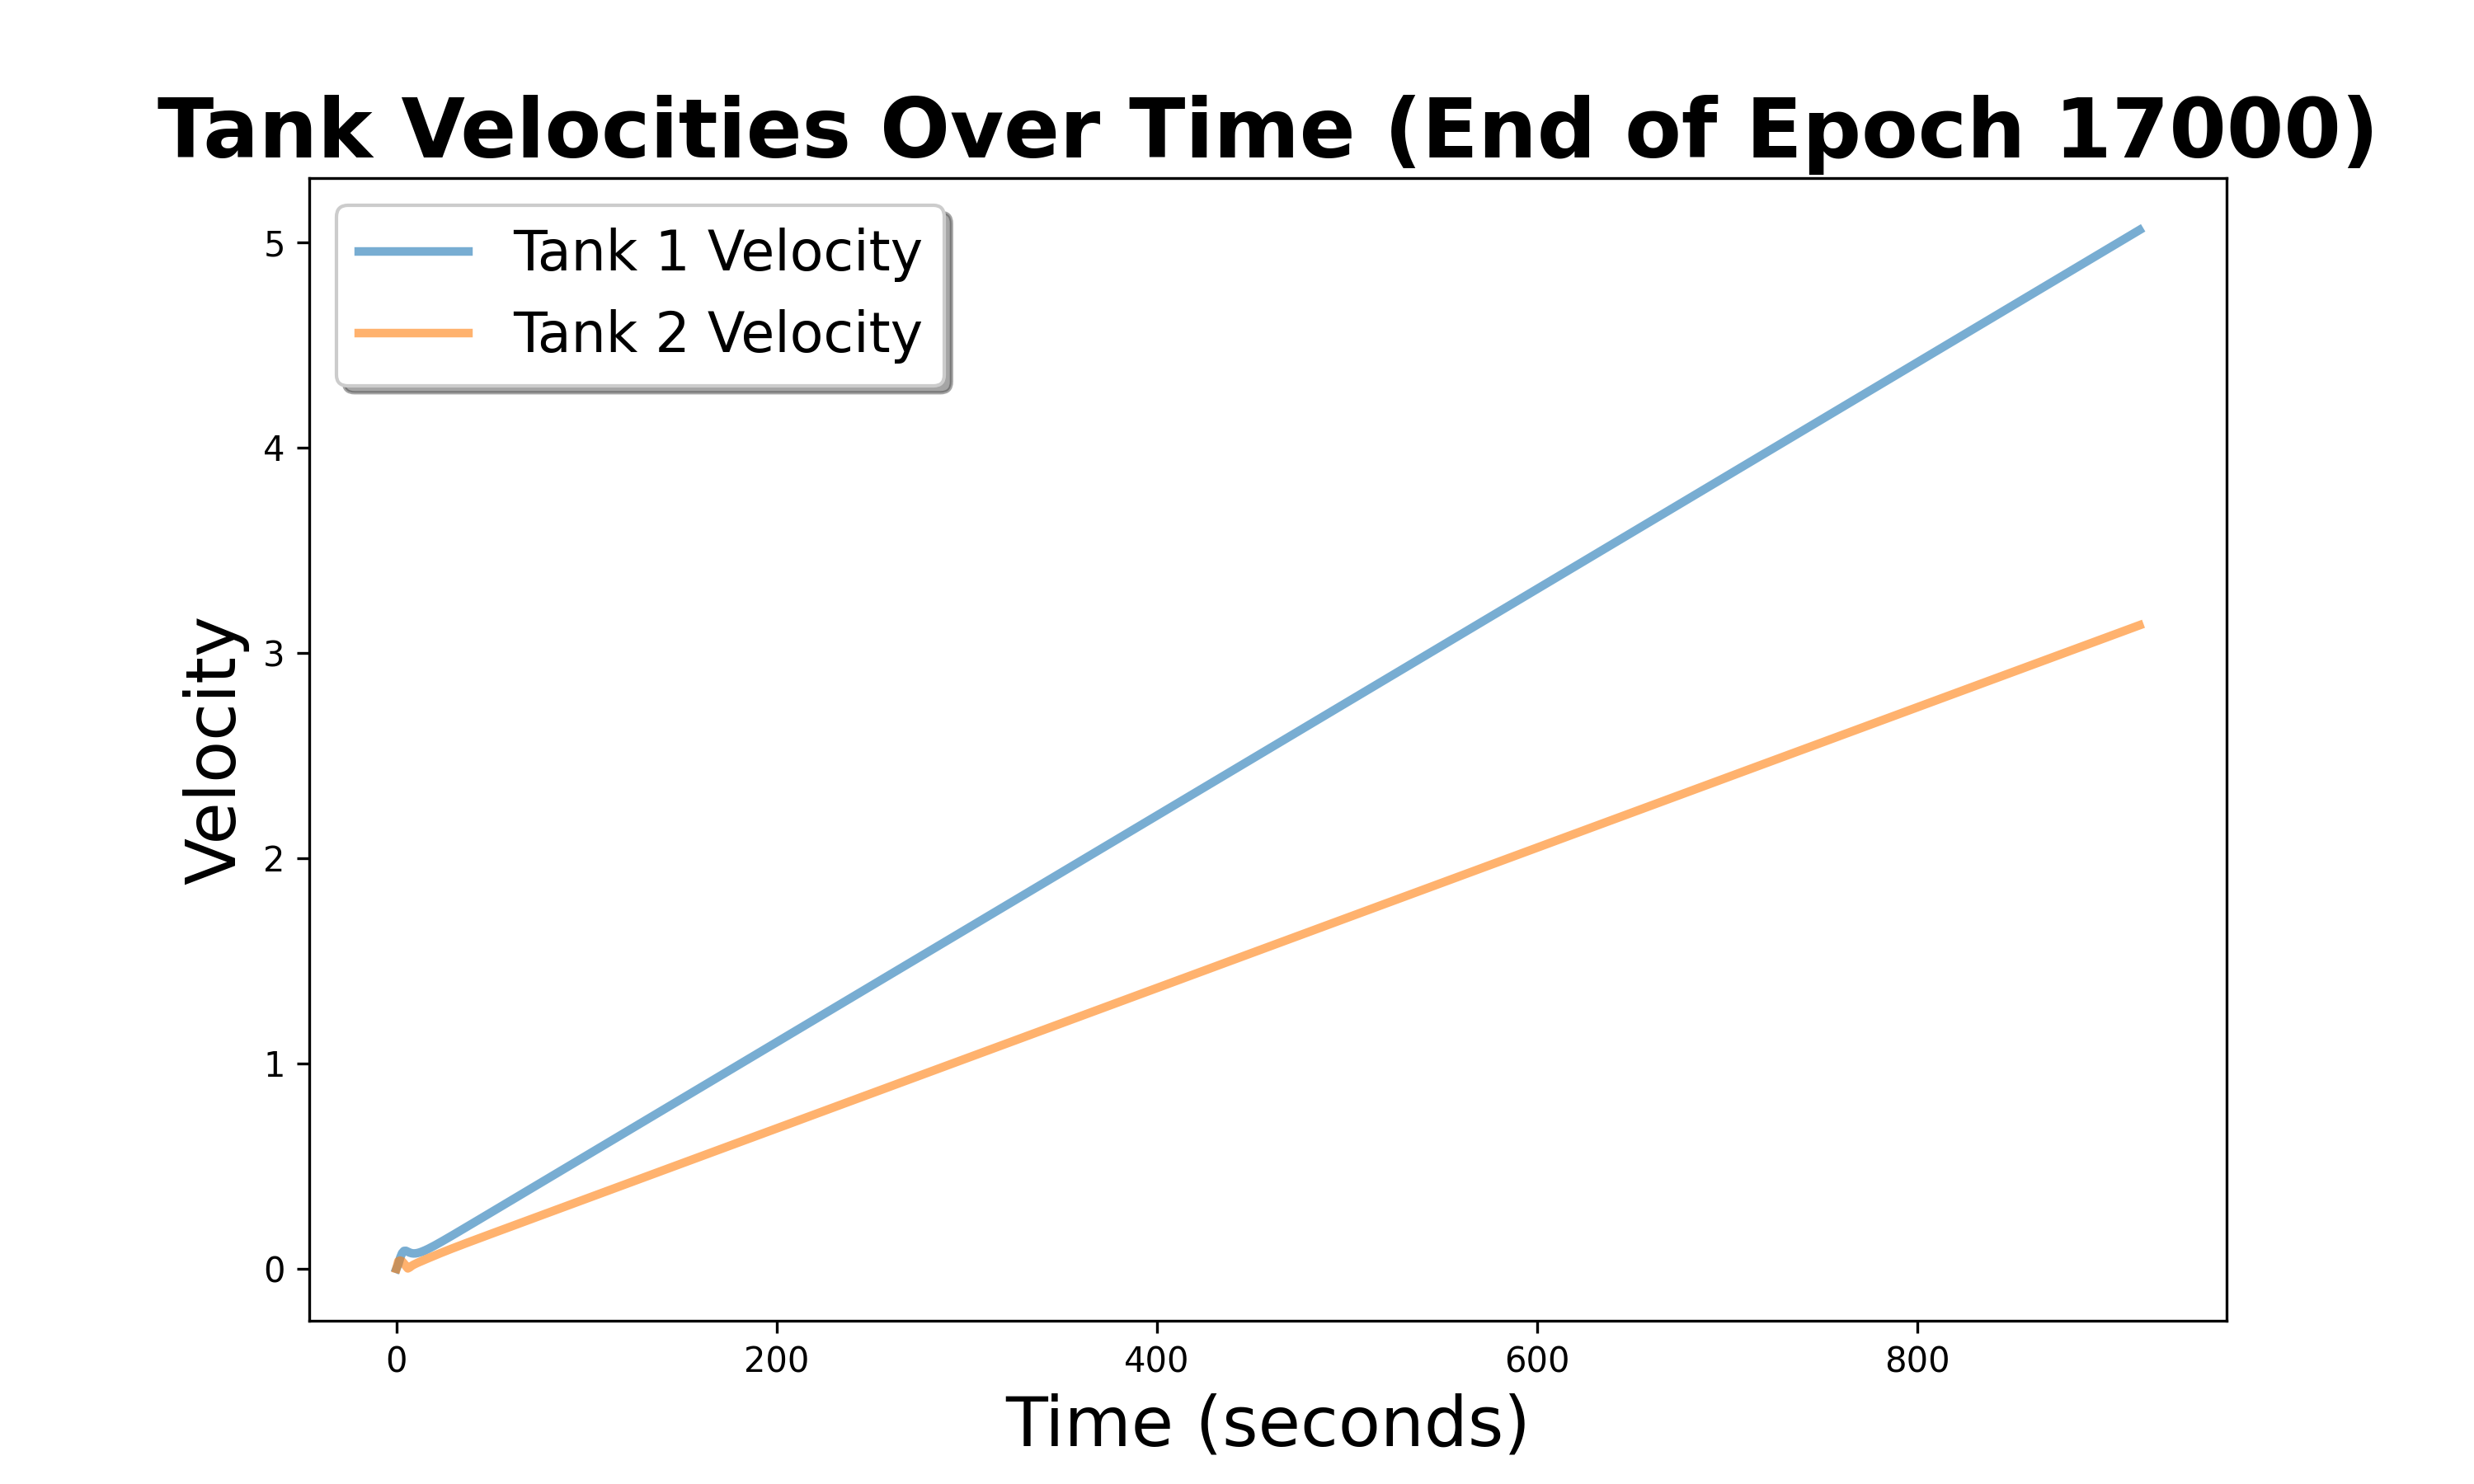 Tank Velocities Over Time (End of Epoch 17000)
Tank 1 Velocity
Tank 2 Velocity
Velocity
5
4
3
2
1
0
0 200 400 600 800
Time (seconds)